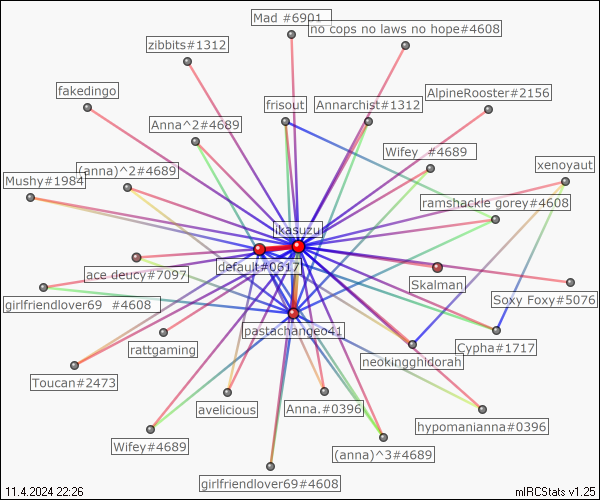 Mad #6901
no cops no laws no hope#4608
zibbits#1312
fakedingo
frisout
Annarchist#1312
AlpineRooster#2156
Anna^2#4689
Wifey_ #4689
xenoyaut
(anna)^2#4689
Mushy#1984
ramshackle gorey#4608
ikasuzu
default#0617
ace deucy#7097
Skalman
Soxy Foxy#5076
girlfriendlover69_#4608
pastachangeo41
rattgaming
neokingghidorah
Cypha#1717
Toucan#2473
avelicious
Anna.#0396
hypomanianna#0396
Wifey#4689
(anna)^3#4689
girlfriendlover69#4608
11.4.2024 22:26
mIRCStats v1.25